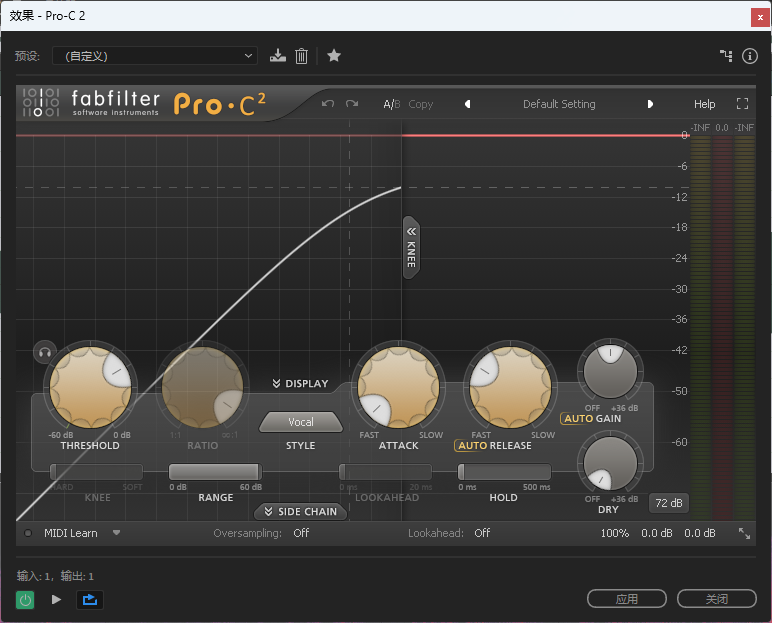 效果 - Pro-C 2
x
预设: (自定义)
fabfilter
software instruments
Pro·C²
A/B Copy
Default Setting
Help
-INF 0.0 -INF
0
-6
-12
-18
-24
-30
-36
-42
-50
-60
KNEE
DISPLAY
-60 dB 0 dB
THRESHOLD
1:1 ∞:1
RATIO
Vocal
STYLE
FAST SLOW
ATTACK
FAST SLOW
AUTO RELEASE
OFF +36 dB
AUTO GAIN
HARD SOFT
KNEE
0 dB 60 dB
RANGE
0 ms 20 ms
LOOKAHEAD
0 ms 500 ms
HOLD
OFF +36 dB
DRY
72 dB
SIDE CHAIN
MIDI Learn
Oversampling: Off
Lookahead: Off
100% 0.0 dB 0.0 dB
输入: 1, 输出: 1
应用
关闭